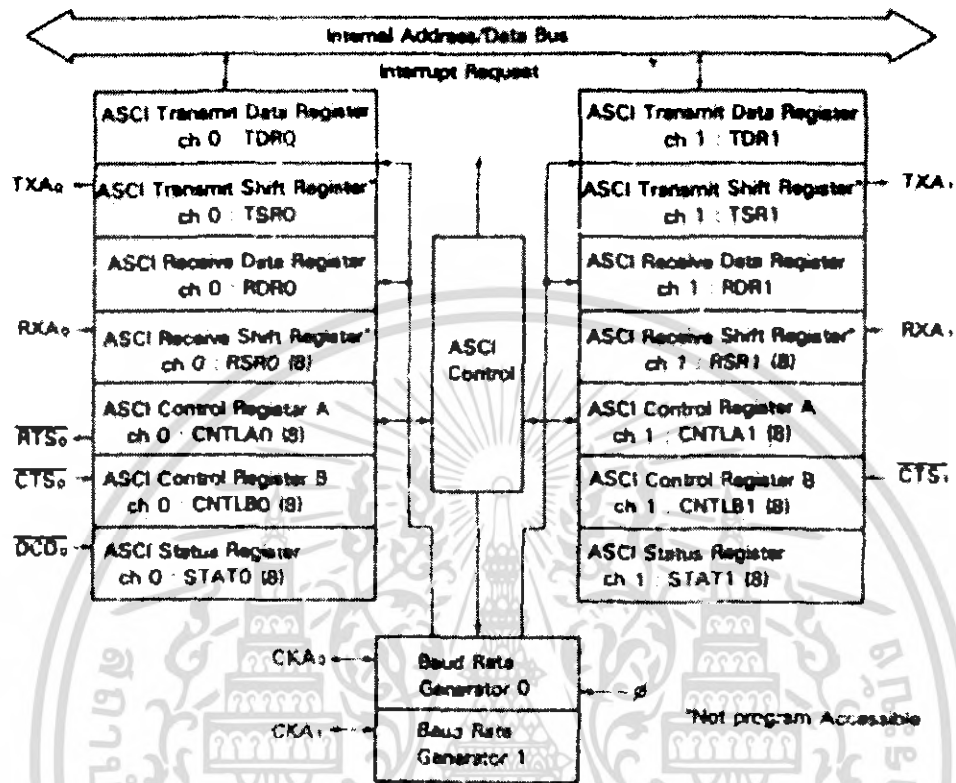 Internal Address/Data Bus
Interrupt Request
ASCI Transmit Data Register
ch 0 : TDR0
TXA₀
ASCI Transmit Shift Register*
ch 0 : TSR0
ASCI Receive Data Register
ch 0 : RDR0
RXA₀
ASCI Receive Shift Register*
ch 0 : RSR0 (8)
ASCI Control Register A
ch 0 : CNTLA0 (8)
RTS₀
ASCI Control Register B
ch 0 : CNTLB0 (8)
CTS₀
ASCI Status Register
ch 0 : STAT0 (8)
DCD₀
ASCI
Control
ASCI Transmit Data Register
ch 1 : TDR1
ASCI Transmit Shift Register*
ch 1 : TSR1
TXA₁
ASCI Receive Data Register
ch 1 : RDR1
ASCI Receive Shift Register*
ch 1 : RSR1 (8)
RXA₁
ASCI Control Register A
ch 1 : CNTLA1 (8)
ASCI Control Register B
ch 1 : CNTLB1 (8)
CTS₁
ASCI Status Register
ch 1 : STAT1 (8)
CKA₀
Baud Rate
Generator 0
ø
CKA₁
Baud Rate
Generator 1
*Not program Accessible